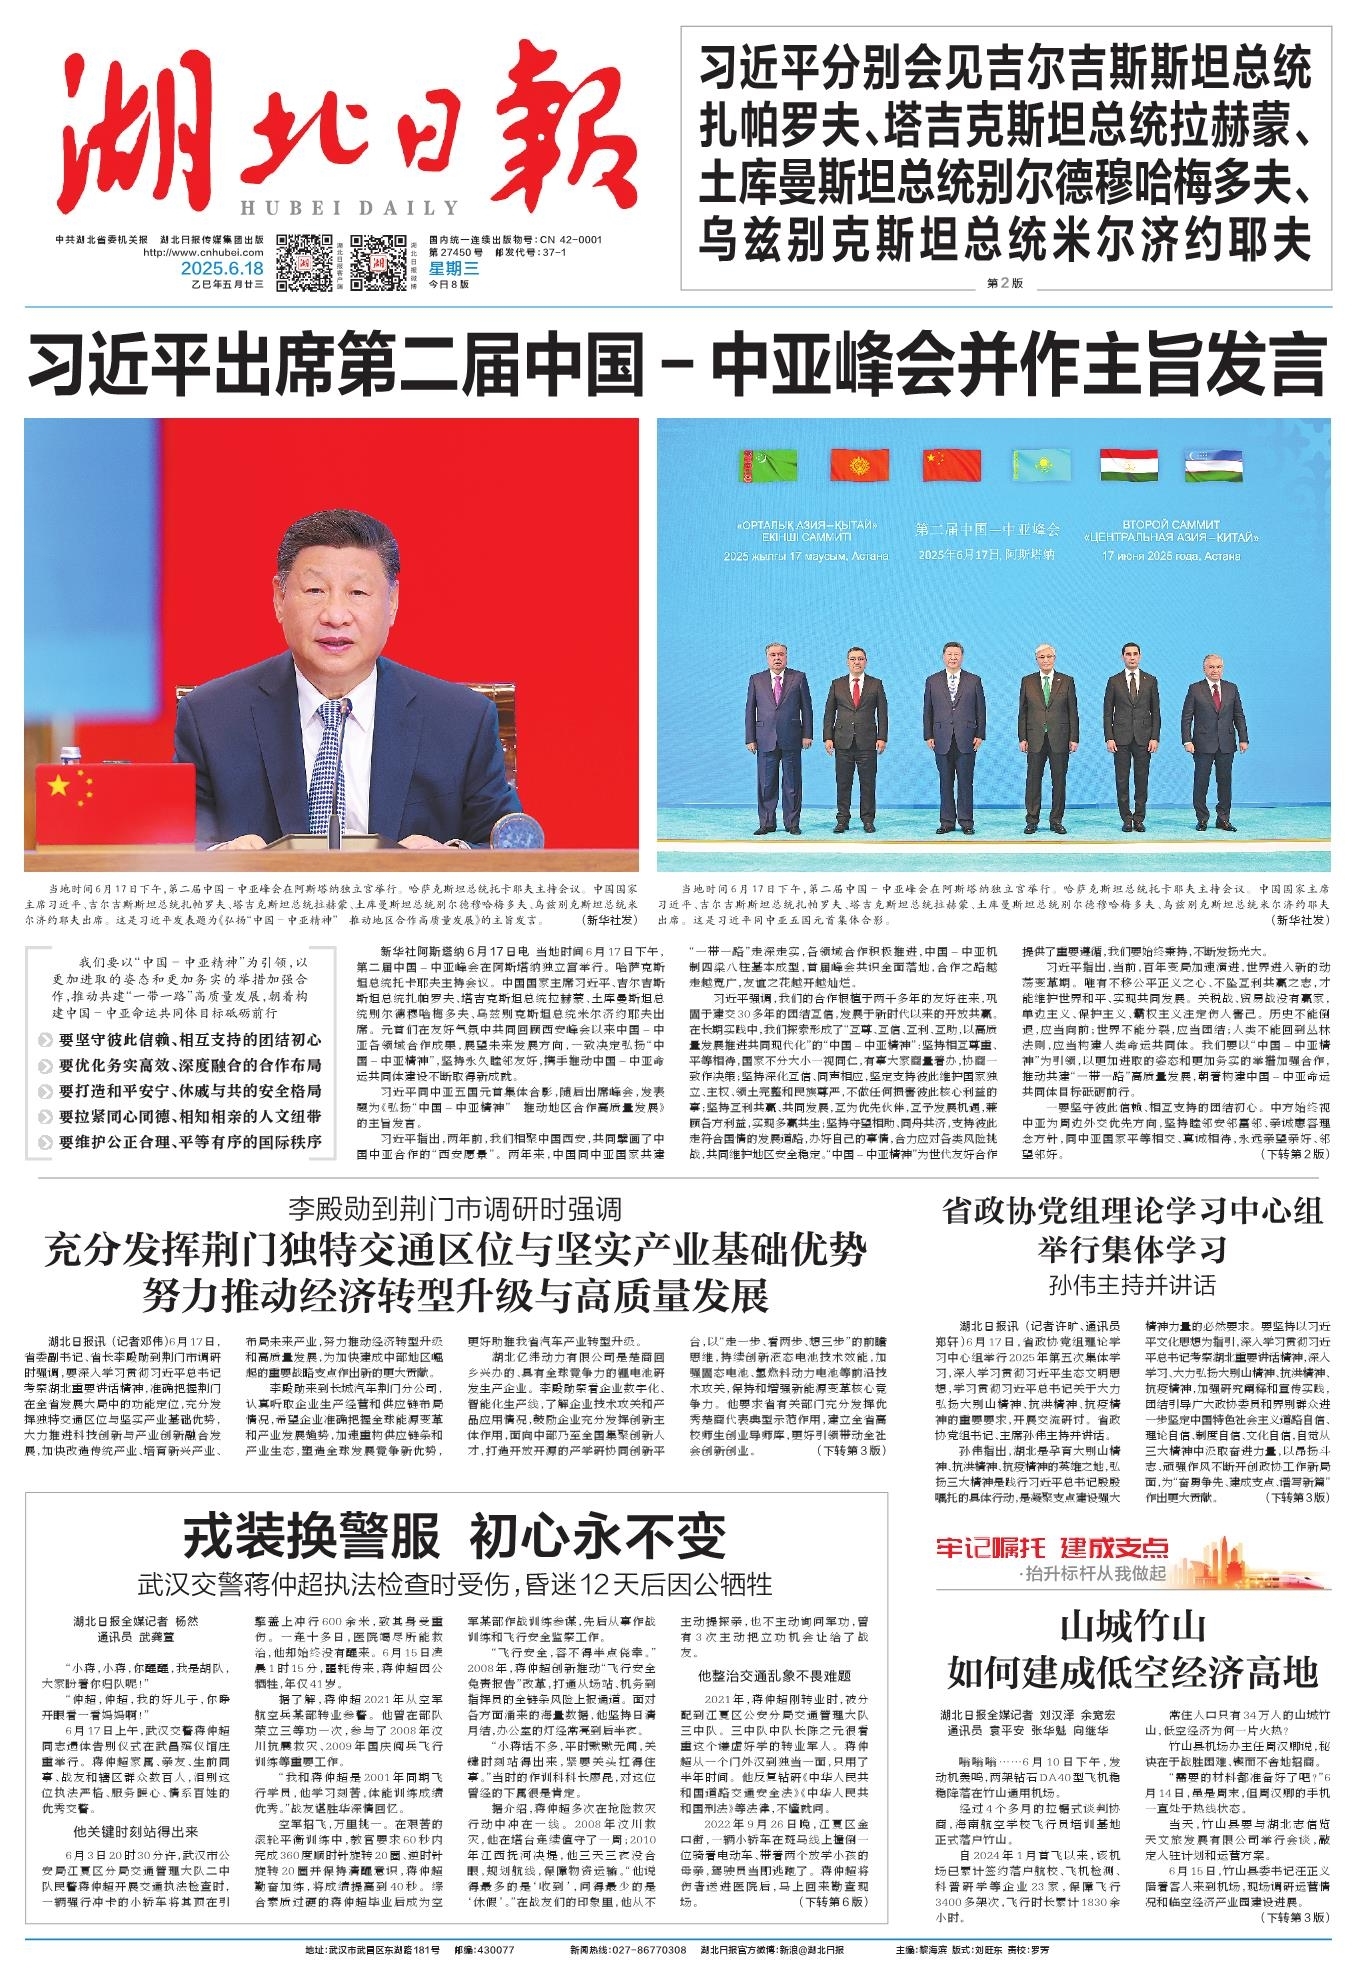 湖北日報
HUBEI DAILY
中共湖北省委机关报 湖北日报传媒集团出版
http://www.cnhubei.com
2025.6.18
乙巳年五月廿三
湖北日报客户端
湖北日报微博
国内统一连续出版物号:CN 42-0001
第27450号 邮发代号:37-1
星期三
今日8版
习近平分别会见吉尔吉斯斯坦总统
扎帕罗夫、塔吉克斯坦总统拉赫蒙、
土库曼斯坦总统别尔德穆哈梅多夫、
乌兹别克斯坦总统米尔济约耶夫
第2版
习近平出席第二届中国－中亚峰会并作主旨发言
«ОРТАЛЫҚ АЗИЯ–ҚЫТАЙ»
ЕКІНШІ САММИТІ
2025 жылғы 17 маусым, Астана
第二届中国—中亚峰会
2025年6月17日,阿斯塔纳
ВТОРОЙ САММИТ
«ЦЕНТРАЛЬНАЯ АЗИЯ–КИТАЙ»
17 июня 2025 года, Астана
当地时间6月17日下午,第二届中国－中亚峰会在阿斯塔纳独立宫举行。哈萨克斯坦总统托卡耶夫主持会议。中国国家
主席习近平、吉尔吉斯斯坦总统扎帕罗夫、塔吉克斯坦总统拉赫蒙、土库曼斯坦总统别尔德穆哈梅多夫、乌兹别克斯坦总统米
尔济约耶夫出席。这是习近平发表题为《弘扬“中国－中亚精神” 推动地区合作高质量发展》的主旨发言。 (新华社发)
当地时间6月17日下午,第二届中国－中亚峰会在阿斯塔纳独立宫举行。哈萨克斯坦总统托卡耶夫主持会议。中国国家主席
习近平、吉尔吉斯斯坦总统扎帕罗夫、塔吉克斯坦总统拉赫蒙、土库曼斯坦总统别尔德穆哈梅多夫、乌兹别克斯坦总统米尔济约耶夫
出席。这是习近平同中亚五国元首集体合影。 (新华社发)
我们要以“中国－中亚精神”为引领,以
更加进取的姿态和更加务实的举措加强合
作,推动共建“一带一路”高质量发展,朝着构
建中国－中亚命运共同体目标砥砺前行
要坚守彼此信赖、相互支持的团结初心
要优化务实高效、深度融合的合作布局
要打造和平安宁、休戚与共的安全格局
要拉紧同心同德、相知相亲的人文纽带
要维护公正合理、平等有序的国际秩序
新华社阿斯塔纳6月17日电 当地时间6月17日下午,
第二届中国－中亚峰会在阿斯塔纳独立宫举行。哈萨克斯
坦总统托卡耶夫主持会议。中国国家主席习近平、吉尔吉斯
斯坦总统扎帕罗夫、塔吉克斯坦总统拉赫蒙、土库曼斯坦总
统别尔德穆哈梅多夫、乌兹别克斯坦总统米尔济约耶夫出
席。元首们在友好气氛中共同回顾西安峰会以来中国－中
亚各领域合作成果,展望未来发展方向,一致决定弘扬“中
国－中亚精神”,坚持永久睦邻友好,携手推动中国－中亚命
运共同体建设不断取得新成就。
习近平同中亚五国元首集体合影,随后出席峰会,发表
题为《弘扬“中国－中亚精神” 推动地区合作高质量发展》
的主旨发言。
习近平指出,两年前,我们相聚中国西安,共同擘画了中
国中亚合作的“西安愿景”。两年来,中国同中亚国家共建
“一带一路”走深走实,各领域合作积极推进,中国－中亚机
制四梁八柱基本成型,首届峰会共识全面落地,合作之路越
走越宽广,友谊之花越开越灿烂。
习近平强调,我们的合作根植于两千多年的友好往来,巩
固于建交30多年的团结互信,发展于新时代以来的开放共赢。
在长期实践中,我们探索形成了“互尊、互信、互利、互助,以高质
量发展推进共同现代化”的“中国－中亚精神”:坚持相互尊重、
平等相待,国家不分大小一视同仁,有事大家商量着办,协商一
致作决策;坚持深化互信、同声相应,坚定支持彼此维护国家独
立、主权、领土完整和民族尊严,不做任何损害彼此核心利益的
事;坚持互利共赢、共同发展,互为优先伙伴,互予发展机遇,兼
顾各方利益,实现多赢共生;坚持守望相助、同舟共济,支持彼此
走符合国情的发展道路,办好自己的事情,合力应对各类风险挑
战,共同维护地区安全稳定。“中国－中亚精神”为世代友好合作
提供了重要遵循,我们要始终秉持,不断发扬光大。
习近平指出,当前,百年变局加速演进,世界进入新的动
荡变革期。唯有不移公平正义之心、不坠互利共赢之志,才
能维护世界和平、实现共同发展。关税战、贸易战没有赢家,
单边主义、保护主义、霸权主义注定伤人害己。历史不能倒
退,应当向前;世界不能分裂,应当团结;人类不能回到丛林
法则,应当构建人类命运共同体。我们要以“中国－中亚精
神”为引领,以更加进取的姿态和更加务实的举措加强合作,
推动共建“一带一路”高质量发展,朝着构建中国－中亚命运
共同体目标砥砺前行。
一要坚守彼此信赖、相互支持的团结初心。中方始终视
中亚为周边外交优先方向,坚持睦邻安邻富邻、亲诚惠容理
念方针,同中亚国家平等相交、真诚相待,永远亲望亲好、邻
望邻好。 (下转第2版)
李殿勋到荆门市调研时强调
充分发挥荆门独特交通区位与坚实产业基础优势
努力推动经济转型升级与高质量发展
湖北日报讯 (记者邓伟)6月17日,
省委副书记、省长李殿勋到荆门市调研
时强调,要深入学习贯彻习近平总书记
考察湖北重要讲话精神,准确把握荆门
在全省发展大局中的功能定位,充分发
挥独特交通区位与坚实产业基础优势,
大力推进科技创新与产业创新融合发
展,加快改造传统产业、培育新兴产业、
布局未来产业,努力推动经济转型升级
和高质量发展,为加快建成中部地区崛
起的重要战略支点作出新的更大贡献。
李殿勋来到长城汽车荆门分公司,
认真听取企业生产经营和供应链布局
情况,希望企业准确把握全球能源变革
和产业发展趋势,加速重构供应链条和
产业生态,塑造全球发展竞争新优势,
更好助推我省汽车产业转型升级。
湖北亿纬动力有限公司是楚商回
乡兴办的、具有全球竞争力的锂电池研
发生产企业。李殿勋察看企业数字化、
智能化生产线,了解企业技术攻关和产
品应用情况,鼓励企业充分发挥创新主
体作用,面向中部乃至全国集聚创新人
才,打造开放开源的产学研协同创新平
台,以“走一步、看两步、想三步”的前瞻
思维,持续创新液态电池技术效能,加
强固态电池、氢燃料动力电池等前沿技
术攻关,保持和增强新能源变革核心竞
争力。他要求省有关部门充分发挥优
秀楚商代表典型示范作用,建立全省高
校师生创业导师库,更好引领带动全社
会创新创业。 (下转第3版)
省政协党组理论学习中心组
举行集体学习
孙伟主持并讲话
湖北日报讯 (记者许旷、通讯员
郑轩)6月17日,省政协党组理论学
习中心组举行2025年第五次集体学
习,深入学习贯彻习近平生态文明思
想,学习贯彻习近平总书记关于大力
弘扬大别山精神、抗洪精神、抗疫精
神的重要要求,开展交流研讨。省政
协党组书记、主席孙伟主持并讲话。
孙伟指出,湖北是孕育大别山精
神、抗洪精神、抗疫精神的英雄之地,弘
扬三大精神是践行习近平总书记殷殷
嘱托的具体行动,是凝聚支点建设强大
精神力量的必然要求。要坚持以习近
平文化思想为指引,深入学习贯彻习近
平总书记考察湖北重要讲话精神,深入
学习、大力弘扬大别山精神、抗洪精神、
抗疫精神,加强研究阐释和宣传实践,
团结引导广大政协委员和界别群众进
一步坚定中国特色社会主义道路自信、
理论自信、制度自信、文化自信,自觉从
三大精神中汲取奋进力量,以昂扬斗
志、顽强作风不断开创政协工作新局
面,为“奋勇争先、建成支点、谱写新篇”
作出更大贡献。 (下转第3版)
戎装换警服 初心永不变
武汉交警蒋仲超执法检查时受伤,昏迷12天后因公牺牲
湖北日报全媒记者 杨然
通讯员 武龚萱
“小蒋,小蒋,你醒醒,我是胡队,
大家盼着你归队呢!”
“仲超,仲超,我的好儿子,你睁
开眼看一看妈妈啊!”
6月17日上午,武汉交警蒋仲超
同志遗体告别仪式在武昌殡仪馆庄
重举行。蒋仲超家属、亲友、生前同
事、战友和辖区群众数百人,泪别这
位执法严格、服务暖心、情系百姓的
优秀交警。
他关键时刻站得出来
6月3日20时30分许,武汉市公
安局江夏区分局交通管理大队二中
队民警蒋仲超开展交通执法检查时,
一辆强行冲卡的小轿车将其顶在引
擎盖上冲行600余米,致其身受重
伤。一连十多日,医院竭尽所能救
治,他却始终没有醒来。6月15日凌
晨1时15分,噩耗传来,蒋仲超因公
牺牲,年仅41岁。
据了解,蒋仲超2021年从空军
航空兵某部转业参警。他曾在部队
荣立三等功一次,参与了2008年汶
川抗震救灾、2009年国庆阅兵飞行
训练等重要工作。
“我和蒋仲超是2001年同期飞
行学员,他学习刻苦,体能训练成绩
优秀。”战友谌胜华深情回忆。
空军招飞,万里挑一。在艰苦的
滚轮平衡训练中,教官要求60秒内
完成360度顺时针旋转20圈、逆时针
旋转20圈并保持清醒意识,蒋仲超
勤奋加练,将成绩提高到40秒。综
合素质过硬的蒋仲超毕业后成为空
军某部作战训练参谋,先后从事作战
训练和飞行安全监察工作。
“飞行安全,容不得半点侥幸。”
2008年,蒋仲超创新推动“飞行安全
免责报告”改革,打通从场站、机务到
指挥员的全链条风险上报通道。面对
各方面涌来的海量数据,他坚持日清
月结,办公室的灯经常亮到后半夜。
“小蒋话不多,平时默默无闻,关
键时刻站得出来,紧要关头扛得住
事。”当时的作训科科长廖昆,对这位
曾经的下属很是肯定。
据介绍,蒋仲超多次在抢险救灾
行动中冲在一线。2008年汶川救
灾,他在塔台连续值守了一周;2010
年江西抚河决堤,他三天三夜没合
眼,规划航线,保障物资运输。“他说
得最多的是‘收到’,问得最少的是
‘休假’。”在战友们的印象里,他从不
主动提探亲,也不主动询问军功,曾
有3次主动把立功机会让给了战
友。
他整治交通乱象不畏难题
2021年,蒋仲超刚转业时,被分
配到江夏区公安分局交通管理大队
三中队。三中队中队长陈之元很看
重这个谦虚好学的转业军人。蒋仲
超从一个门外汉到独当一面,只用了
半年时间。他反复钻研《中华人民共
和国道路交通安全法》《中华人民共
和国刑法》等法律,不懂就问。
2022年9月26日晚,江夏区金
口街,一辆小轿车在斑马线上撞倒一
位骑着电动车、带着两个放学小孩的
母亲,驾驶员当即逃跑了。蒋仲超将
伤者送进医院后,马上回来勘查现
场。 (下转第6版)
牢记嘱托 建成支点
·抬升标杆从我做起
山城竹山
如何建成低空经济高地
湖北日报全媒记者 刘汉泽 余宽宏
通讯员 袁平安 张华魁 向继华
嗡嗡嗡……6月10日下午,发
动机轰鸣,两架钻石DA40型飞机稳
稳降落在竹山通用机场。
经过4个多月的拉锯式谈判协
商,海南航空学校飞行员培训基地
正式落户竹山。
自2024年1月首飞以来,该机
场已累计签约落户航校、飞机检测、
科普研学等企业23家,保障飞行
3400多架次,飞行时长累计1830余
小时。
常住人口只有34万人的山城竹
山,低空经济为何一片火热?
竹山县机场办主任周汉卿说,秘
诀在于战胜困难、锲而不舍地招商。
“需要的材料都准备好了吧?”6
月14日,虽是周末,但周汉卿的手机
一直处于热线状态。
当天,竹山县要与湖北志信览
天文旅发展有限公司举行会谈,敲
定入驻计划和运营方案。
6月15日,竹山县委书记汪正义
陪着客人来到机场,现场调研运营情
况和临空经济产业园建设进展。
(下转第3版)
地址:武汉市武昌区东湖路181号 邮编:430077 新闻热线:027-86770308 湖北日报官方微博:新浪@湖北日报 主编:黎海滨 版式:刘旺东 责校:罗芳